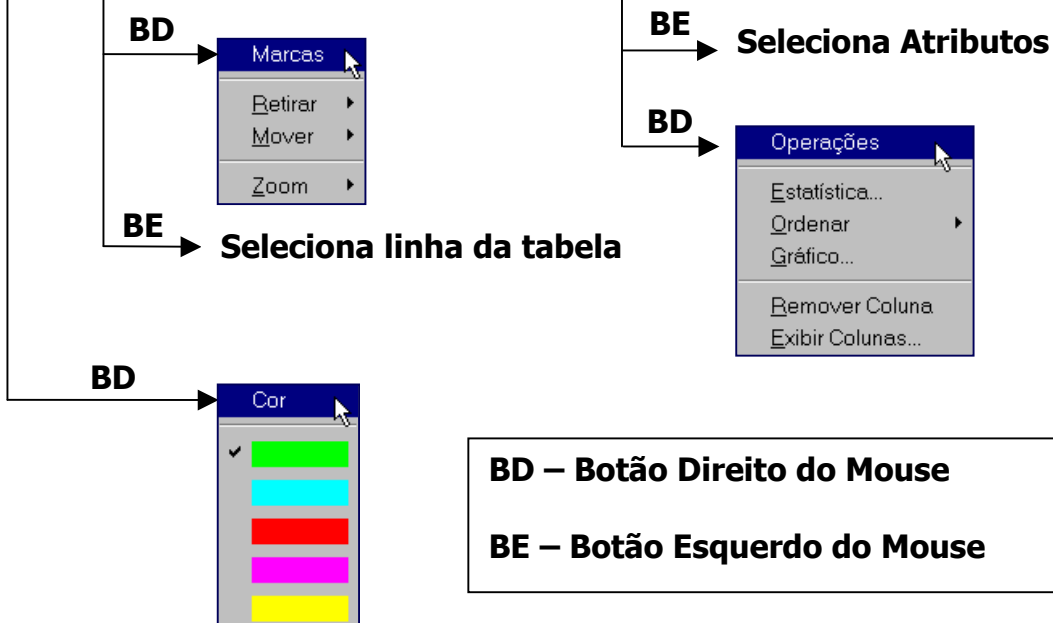 BD
Marcas
Retirar
Mover
Zoom
BE
Seleciona linha da tabela
BE
Seleciona Atributos
BD
Operações
Estatística...
Ordenar
Gráfico...
Remover Coluna
Exibir Colunas...
BD
Cor
BD – Botão Direito do Mouse
BE – Botão Esquerdo do Mouse